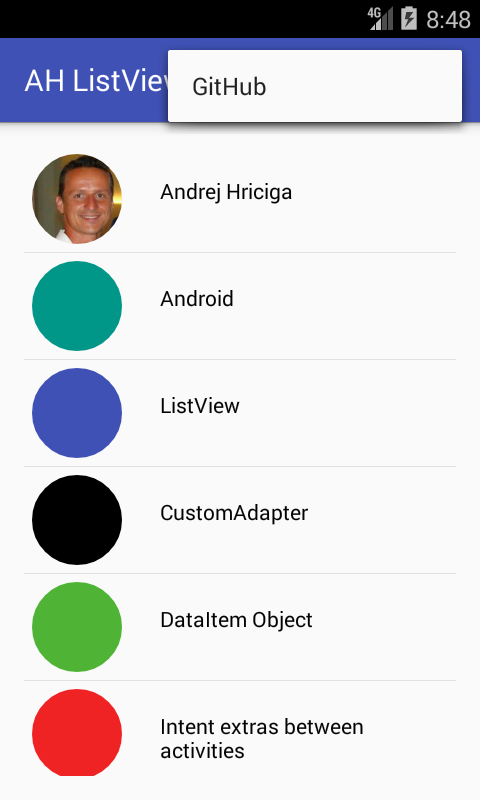 4G 8:48
AH ListView
GitHub
Andrej Hriciga
Android
ListView
CustomAdapter
DataItem Object
Intent extras between
activities